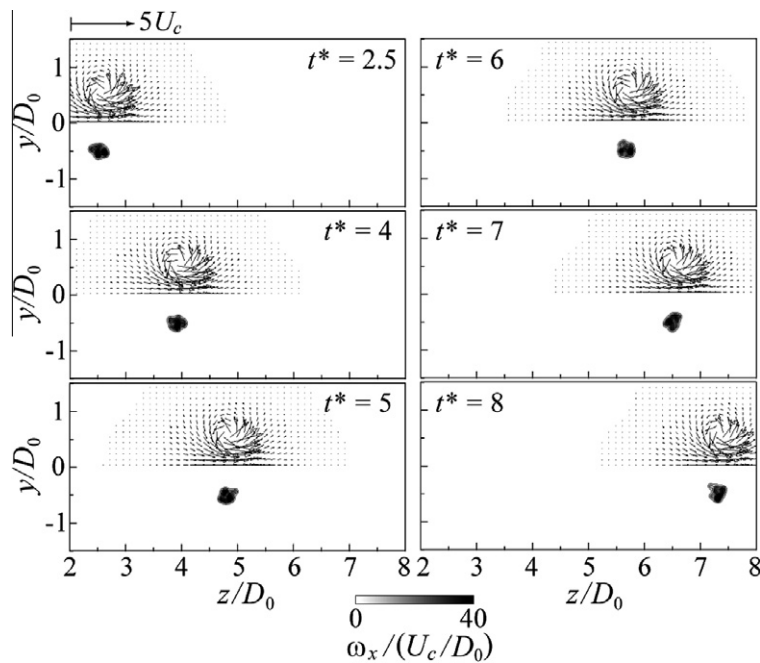 5U_c
t* = 2.5
t* = 6
y/D_0
1
0
-1
t* = 4
t* = 7
y/D_0
1
0
-1
t* = 5
t* = 8
y/D_0
1
0
-1
2 3 4 5 6 7 8
2 3 4 5 6 7 8
z/D_0
z/D_0
0 40
ω_x/(U_c/D_0)